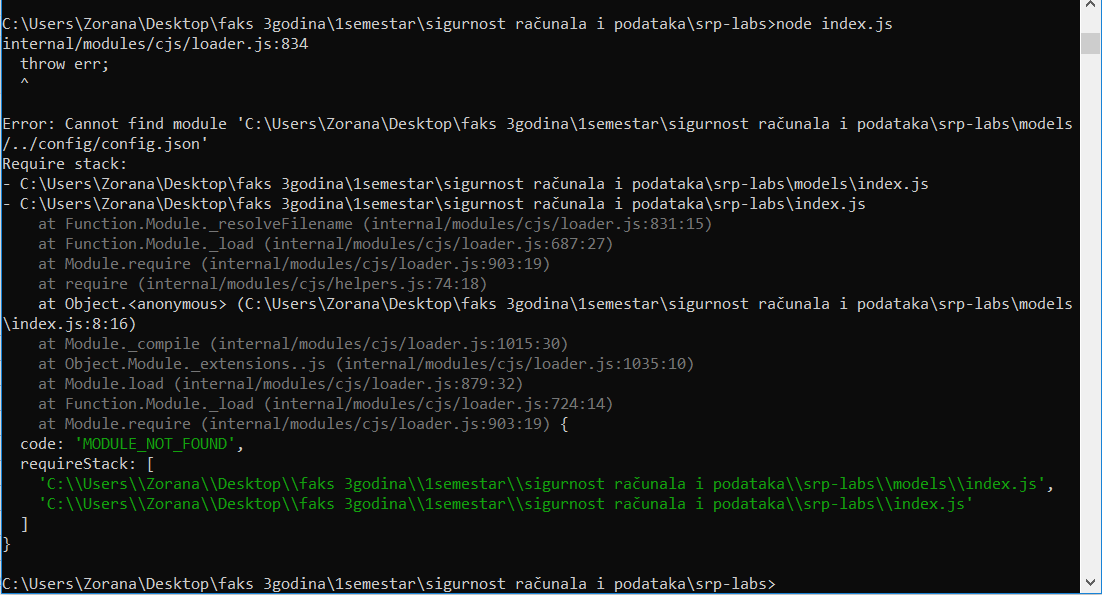 C:\Users\Zorana\Desktop\faks 3godina\1semestar\sigurnost računala i podataka\srp-labs>node index.js
internal/modules/cjs/loader.js:834
  throw err;
  ^

Error: Cannot find module 'C:\Users\Zorana\Desktop\faks 3godina\1semestar\sigurnost računala i podataka\srp-labs\models
/../config/config.json'
Require stack:
- C:\Users\Zorana\Desktop\faks 3godina\1semestar\sigurnost računala i podataka\srp-labs\models\index.js
- C:\Users\Zorana\Desktop\faks 3godina\1semestar\sigurnost računala i podataka\srp-labs\index.js
    at Function.Module._resolveFilename (internal/modules/cjs/loader.js:831:15)
    at Function.Module._load (internal/modules/cjs/loader.js:687:27)
    at Module.require (internal/modules/cjs/loader.js:903:19)
    at require (internal/modules/cjs/helpers.js:74:18)
    at Object.<anonymous> (C:\Users\Zorana\Desktop\faks 3godina\1semestar\sigurnost računala i podataka\srp-labs\models
\index.js:8:16)
    at Module._compile (internal/modules/cjs/loader.js:1015:30)
    at Object.Module._extensions..js (internal/modules/cjs/loader.js:1035:10)
    at Module.load (internal/modules/cjs/loader.js:879:32)
    at Function.Module._load (internal/modules/cjs/loader.js:724:14)
    at Module.require (internal/modules/cjs/loader.js:903:19) {
  code: 'MODULE_NOT_FOUND',
  requireStack: [
    'C:\\Users\\Zorana\\Desktop\\faks 3godina\\1semestar\\sigurnost računala i podataka\\srp-labs\\models\\index.js',
    'C:\\Users\\Zorana\\Desktop\\faks 3godina\\1semestar\\sigurnost računala i podataka\\srp-labs\\index.js'
  ]
}

C:\Users\Zorana\Desktop\faks 3godina\1semestar\sigurnost računala i podataka\srp-labs>